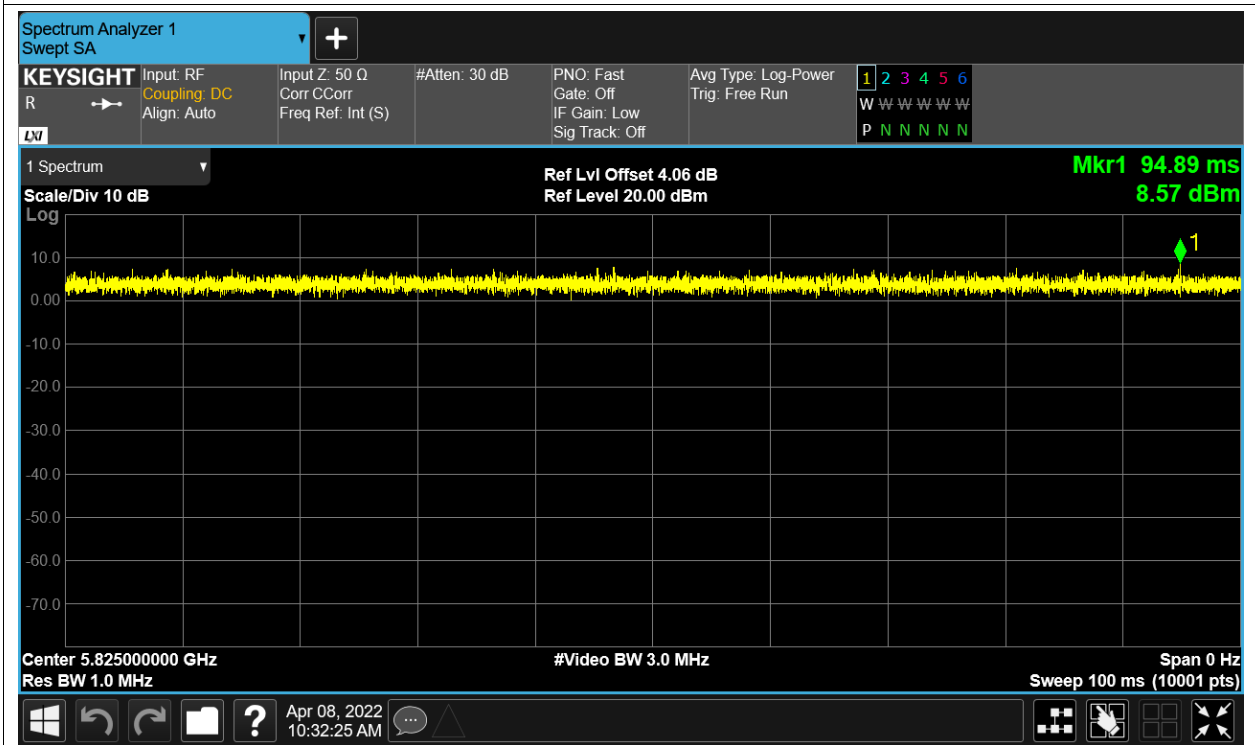 Spectrum Analyzer 1
Swept SA
KEYSIGHT
R
LXI
Input: RF
Coupling: DC
Align: Auto
Input Z: 50 Ω
Corr CCorr
Freq Ref: Int (S)
#Atten: 30 dB
PNO: Fast
Gate: Off
IF Gain: Low
Sig Track: Off
Avg Type: Log-Power
Trig: Free Run
1 2 3 4 5 6
W W W W W W
P N N N N N
1 Spectrum
Scale/Div 10 dB
Log
Ref Lvl Offset 4.06 dB
Ref Level 20.00 dBm
Mkr1 94.89 ms
8.57 dBm
1
10.0
0.00
-10.0
-20.0
-30.0
-40.0
-50.0
-60.0
-70.0
Center 5.825000000 GHz
Res BW 1.0 MHz
#Video BW 3.0 MHz
Span 0 Hz
Sweep 100 ms (10001 pts)
?
Apr 08, 2022
10:32:25 AM